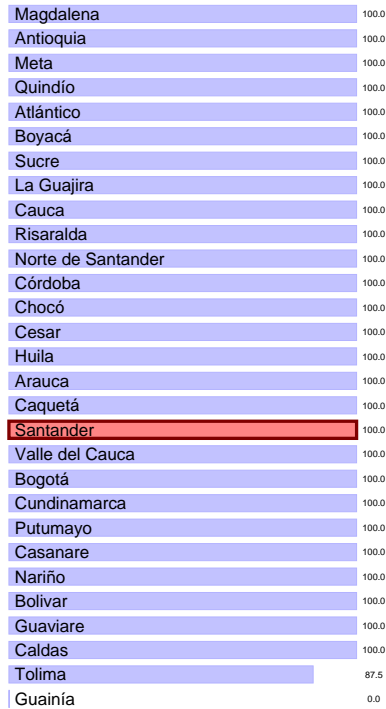 Magdalena 100.0
Antioquia 100.0
Meta 100.0
Quindío 100.0
Atlántico 100.0
Boyacá 100.0
Sucre 100.0
La Guajira 100.0
Cauca 100.0
Risaralda 100.0
Norte de Santander 100.0
Córdoba 100.0
Chocó 100.0
Cesar 100.0
Huila 100.0
Arauca 100.0
Caquetá 100.0
Santander 100.0
Valle del Cauca 100.0
Bogotá 100.0
Cundinamarca 100.0
Putumayo 100.0
Casanare 100.0
Nariño 100.0
Bolivar 100.0
Guaviare 100.0
Caldas 100.0
Tolima 87.5
Guainía 0.0